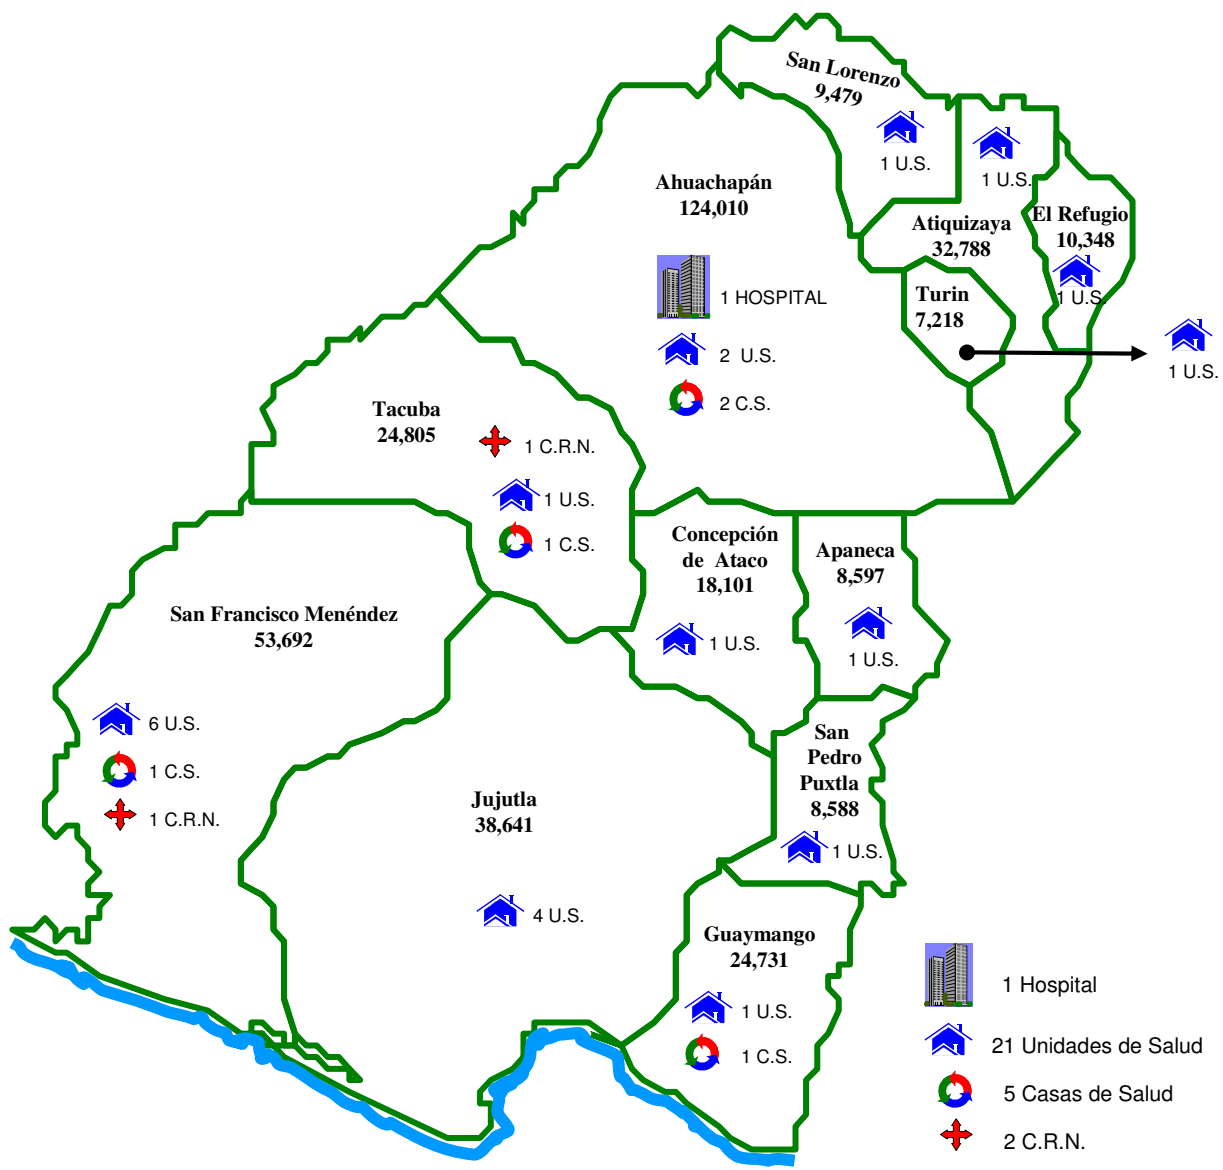 San Lorenzo
9,479
1 U.S.
1 U.S.
Ahuachapán
124,010
El Refugio
10,348
1 U.S.
Atiquizaya
32,788
Turin
7,218
1 U.S.
1 HOSPITAL
2 U.S.
2 C.S.
Tacuba
24,805
1 C.R.N.
1 U.S.
1 C.S.
Concepción
de Ataco
18,101
1 U.S.
Apaneca
8,597
1 U.S.
San Francisco Menéndez
53,692
6 U.S.
1 C.S.
1 C.R.N.
San
Pedro
Puxtla
8,588
1 U.S.
Jujutla
38,641
4 U.S.
Guaymango
24,731
1 U.S.
1 C.S.
1 Hospital
21 Unidades de Salud
5 Casas de Salud
2 C.R.N.